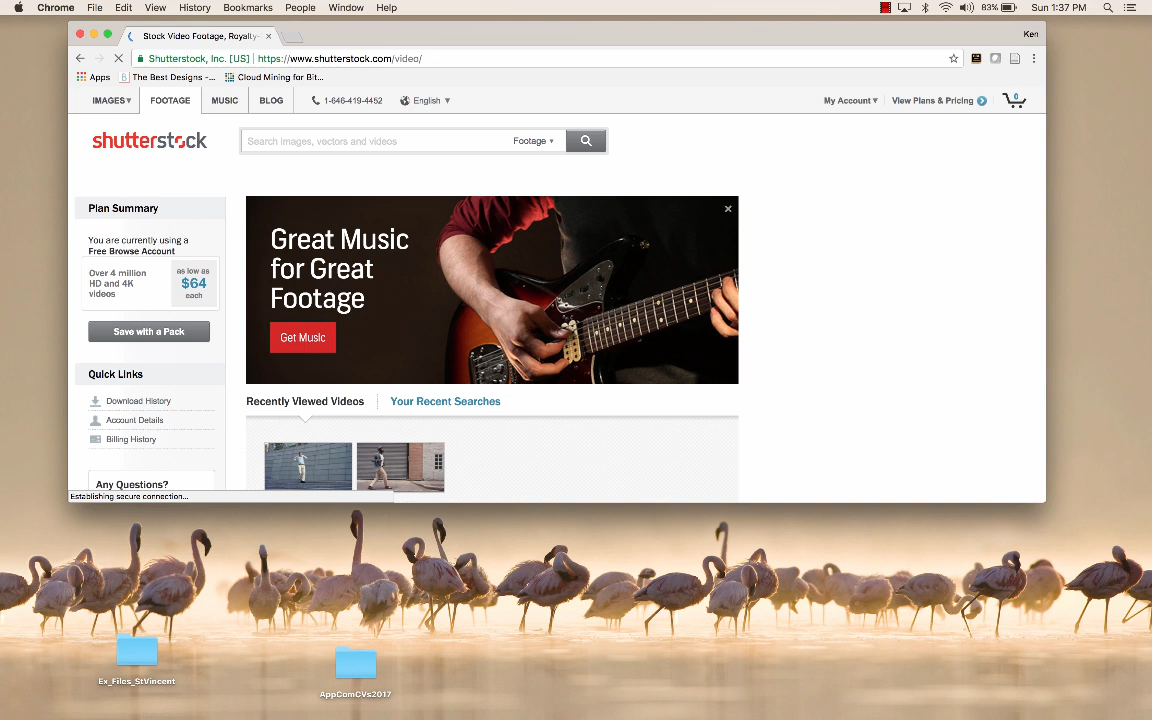 Chrome File Edit View History Bookmarks People Window Help 83% Sun 1:37 PM
Stock Video Footage, Royalty- Ken
Shutterstock, Inc. [US] https://www.shutterstock.com/video/
Apps The Best Designs -... Cloud Mining for Bit...
IMAGES FOOTAGE MUSIC BLOG 1-646-419-4452 English My Account View Plans & Pricing 0
shutterstock Search images, vectors and videos Footage
Plan Summary
You are currently using a
Free Browse Account
Over 4 million
HD and 4K
videos
as low as
$64
each
Save with a Pack
Quick Links
Download History
Account Details
Billing History
Any Questions?
Establishing secure connection...
Great Music
for Great
Footage
Get Music
Recently Viewed Videos Your Recent Searches
Ex_Files_StVincent
AppComCVs2017